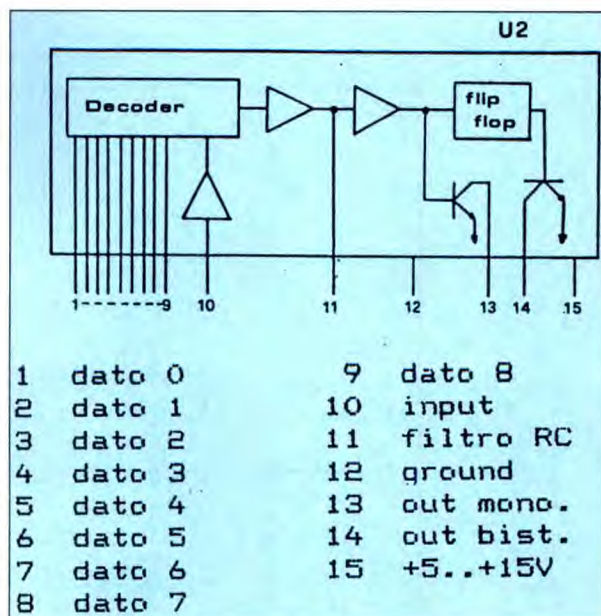 U2
Decoder
flip
flop
1---------9 10 11 12 13 14 15
1 dato 0
2 dato 1
3 dato 2
4 dato 3
5 dato 4
6 dato 5
7 dato 6
8 dato 7
9 dato 8
10 input
11 filtro RC
12 ground
13 out mono.
14 out bist.
15 +5..+15V